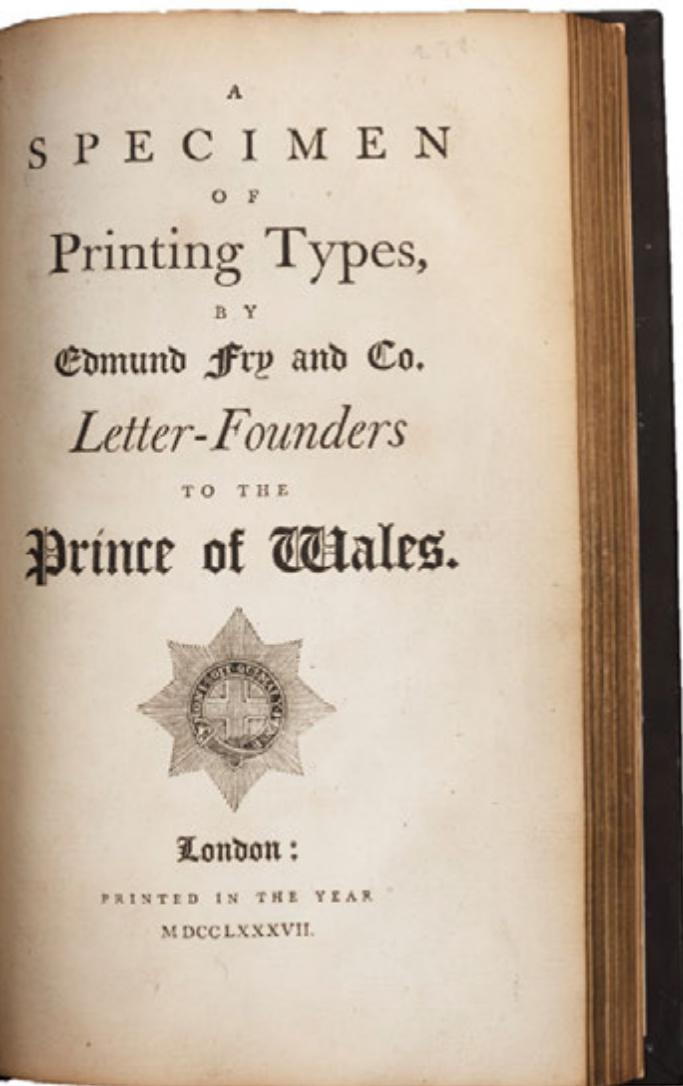 A
SPECIMEN
OF
Printing Types,
BY
Edmund Fry and Co.
Letter-Founders
TO THE
Prince of Wales.
London:
PRINTED IN THE YEAR
MDCCLXXXVII.